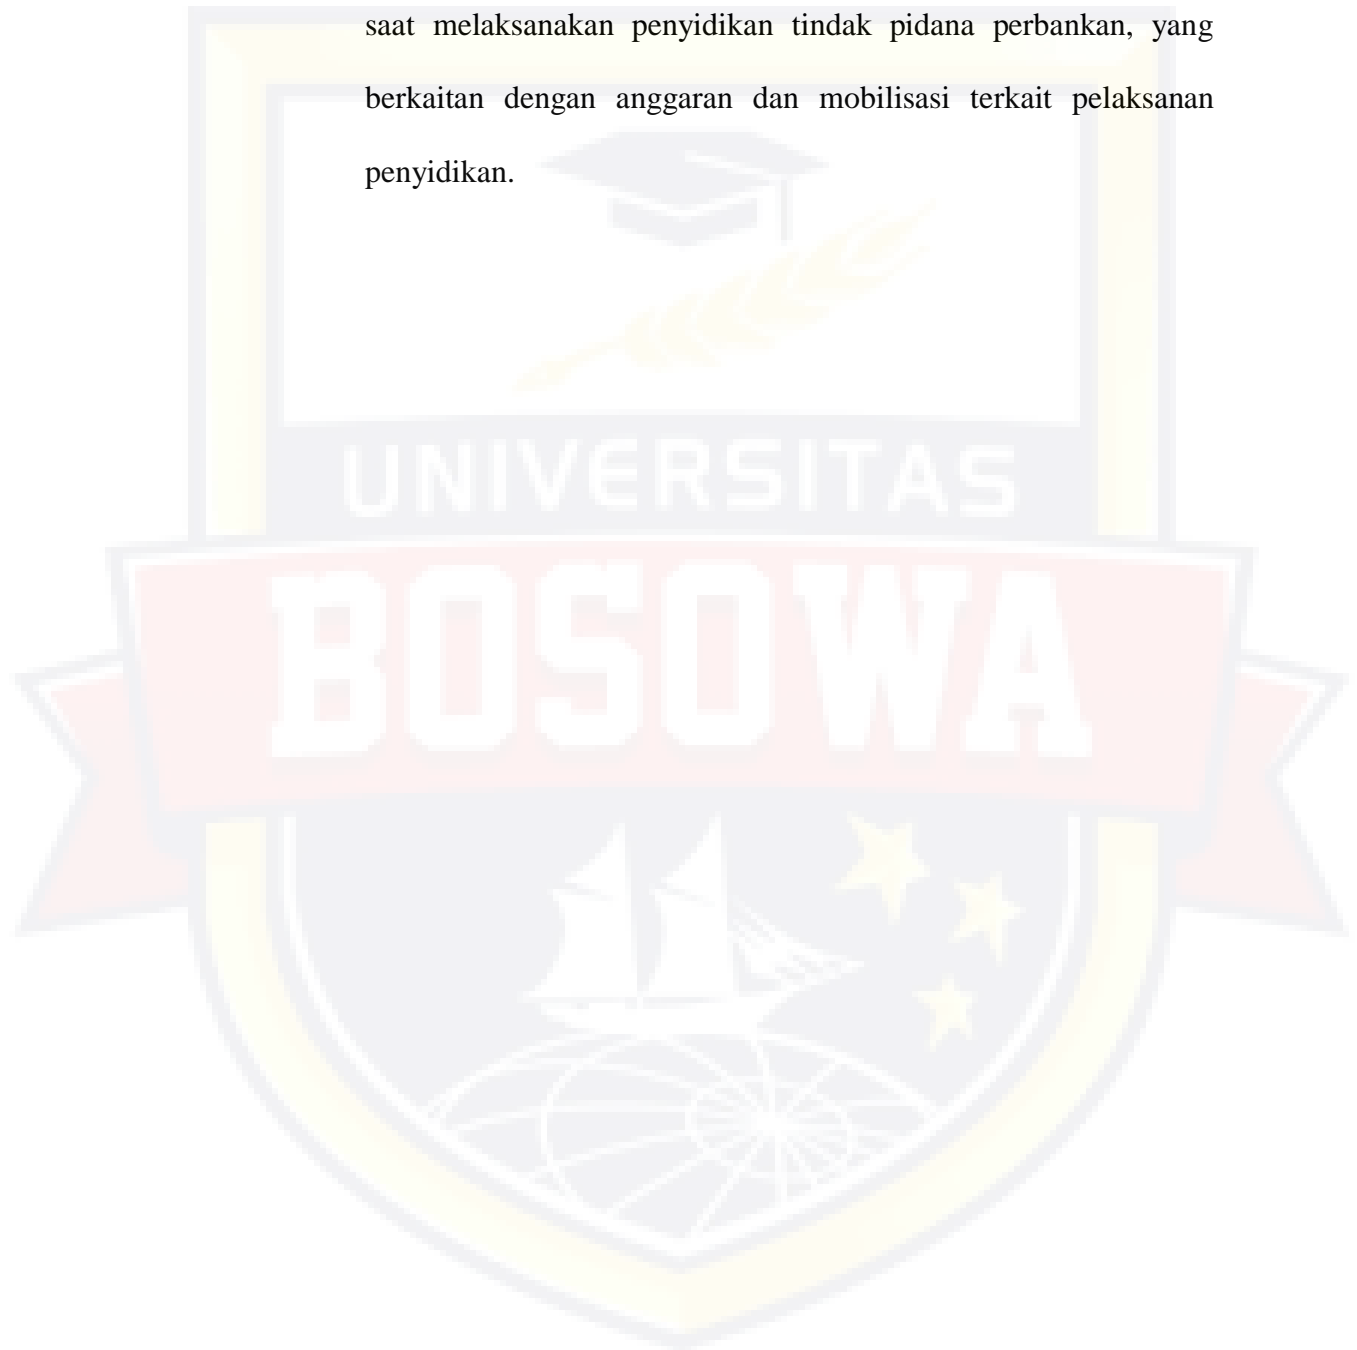 saat melaksanakan penyidikan tindak pidana perbankan, yang
berkaitan dengan anggaran dan mobilisasi terkait pelaksanan
penyidikan.
UNIVERSITAS
BOSOWA